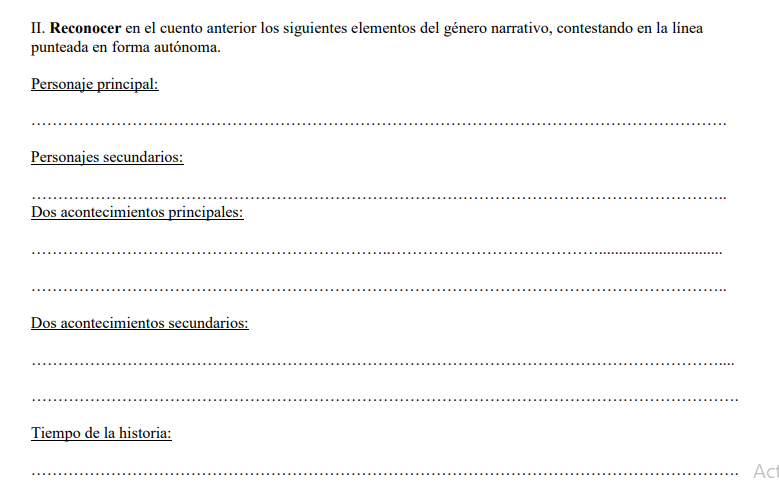 II. Reconocer en el cuento anterior los siguientes elementos del género narrativo, contestando en la línea
punteada en forma autónoma.
Personaje principal:
……………………..…………………………………………………………………………………………….
Personajes secundarios:
…………………………………………………………………………………………………………………..
Dos acontecimientos principales:
…………………………………………………………..…………………………………...............................
…………………………………………………………………………………………………………………..
Dos acontecimientos secundarios:
…………………………………………………………………………………………………………………....
………………………………………………………………………………………………….………………….
Tiempo de la historia:
…………………………………………………………………………………………………………………….
Act